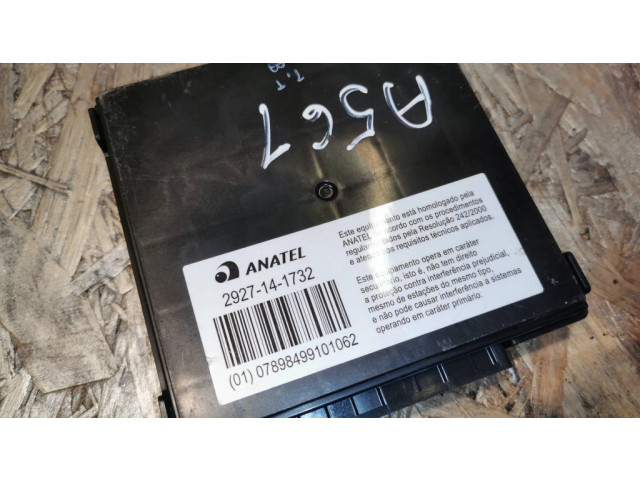 T.T
A561
ANATEL
2927-14-1732
(01) 07898499101062
Este equipamento está homologado pela
ANATEL de acordo com os procedimentos
regulamentados pela Resolução 242/2000
e atende aos requisitos técnicos aplicados.
Este equipamento opera em caráter
secundário, isto é, não tem direito
a proteção contra interferência prejudicial,
mesmo de estações do mesmo tipo,
e não pode causar interferência a sistemas
operando em caráter primário.